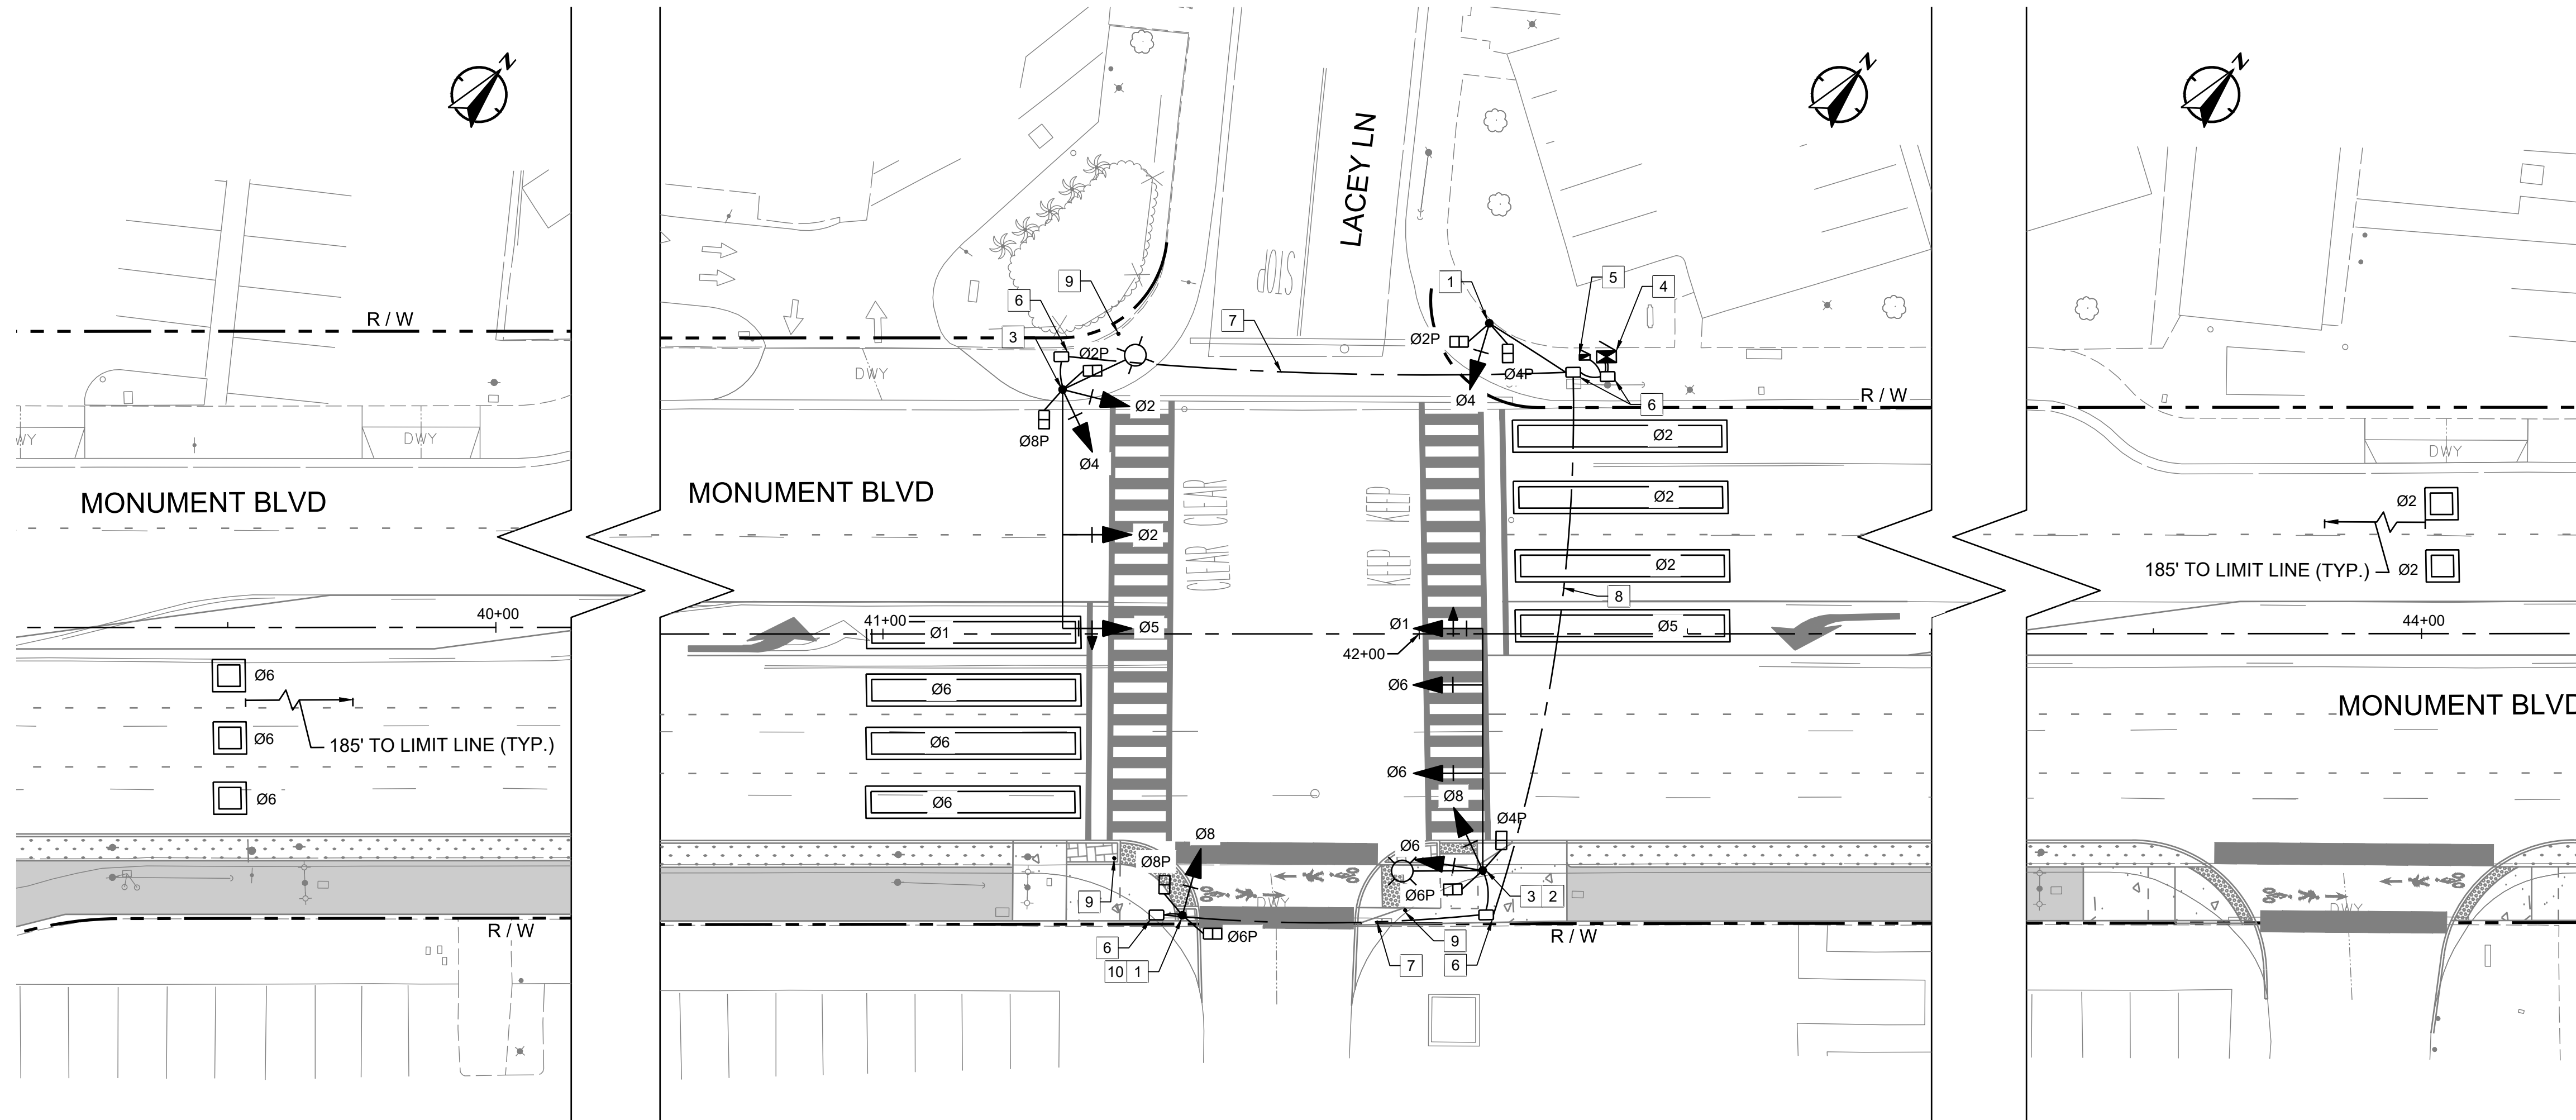 N
N
N
LACEY LN
STOP
R / W
DWY
WY
DWY
MONUMENT BLVD
40+00
Ø6
Ø6
185' TO LIMIT LINE (TYP.)
Ø6
R / W
9
6
3
7
1
5
4
Ø2P
Ø2P
Ø4P
DWY
Ø2
Ø4
6
R / W
Ø8P
Ø4
Ø2
MONUMENT BLVD
CLEAR CLEAR
KEEP KEEP
Ø2
Ø2
Ø2
8
41+00
Ø1
Ø5
Ø1
Ø5
42+00
Ø6
Ø6
Ø6
Ø6
Ø6
Ø8
Ø4P
Ø8
Ø8P
Ø6
Ø6P
DWY
9
3 2
6
Ø6P
9
R / W
10 1
7
6
DWY
Ø2
185' TO LIMIT LINE (TYP.)
Ø2
44+00
MONUMENT BLVD
DWY